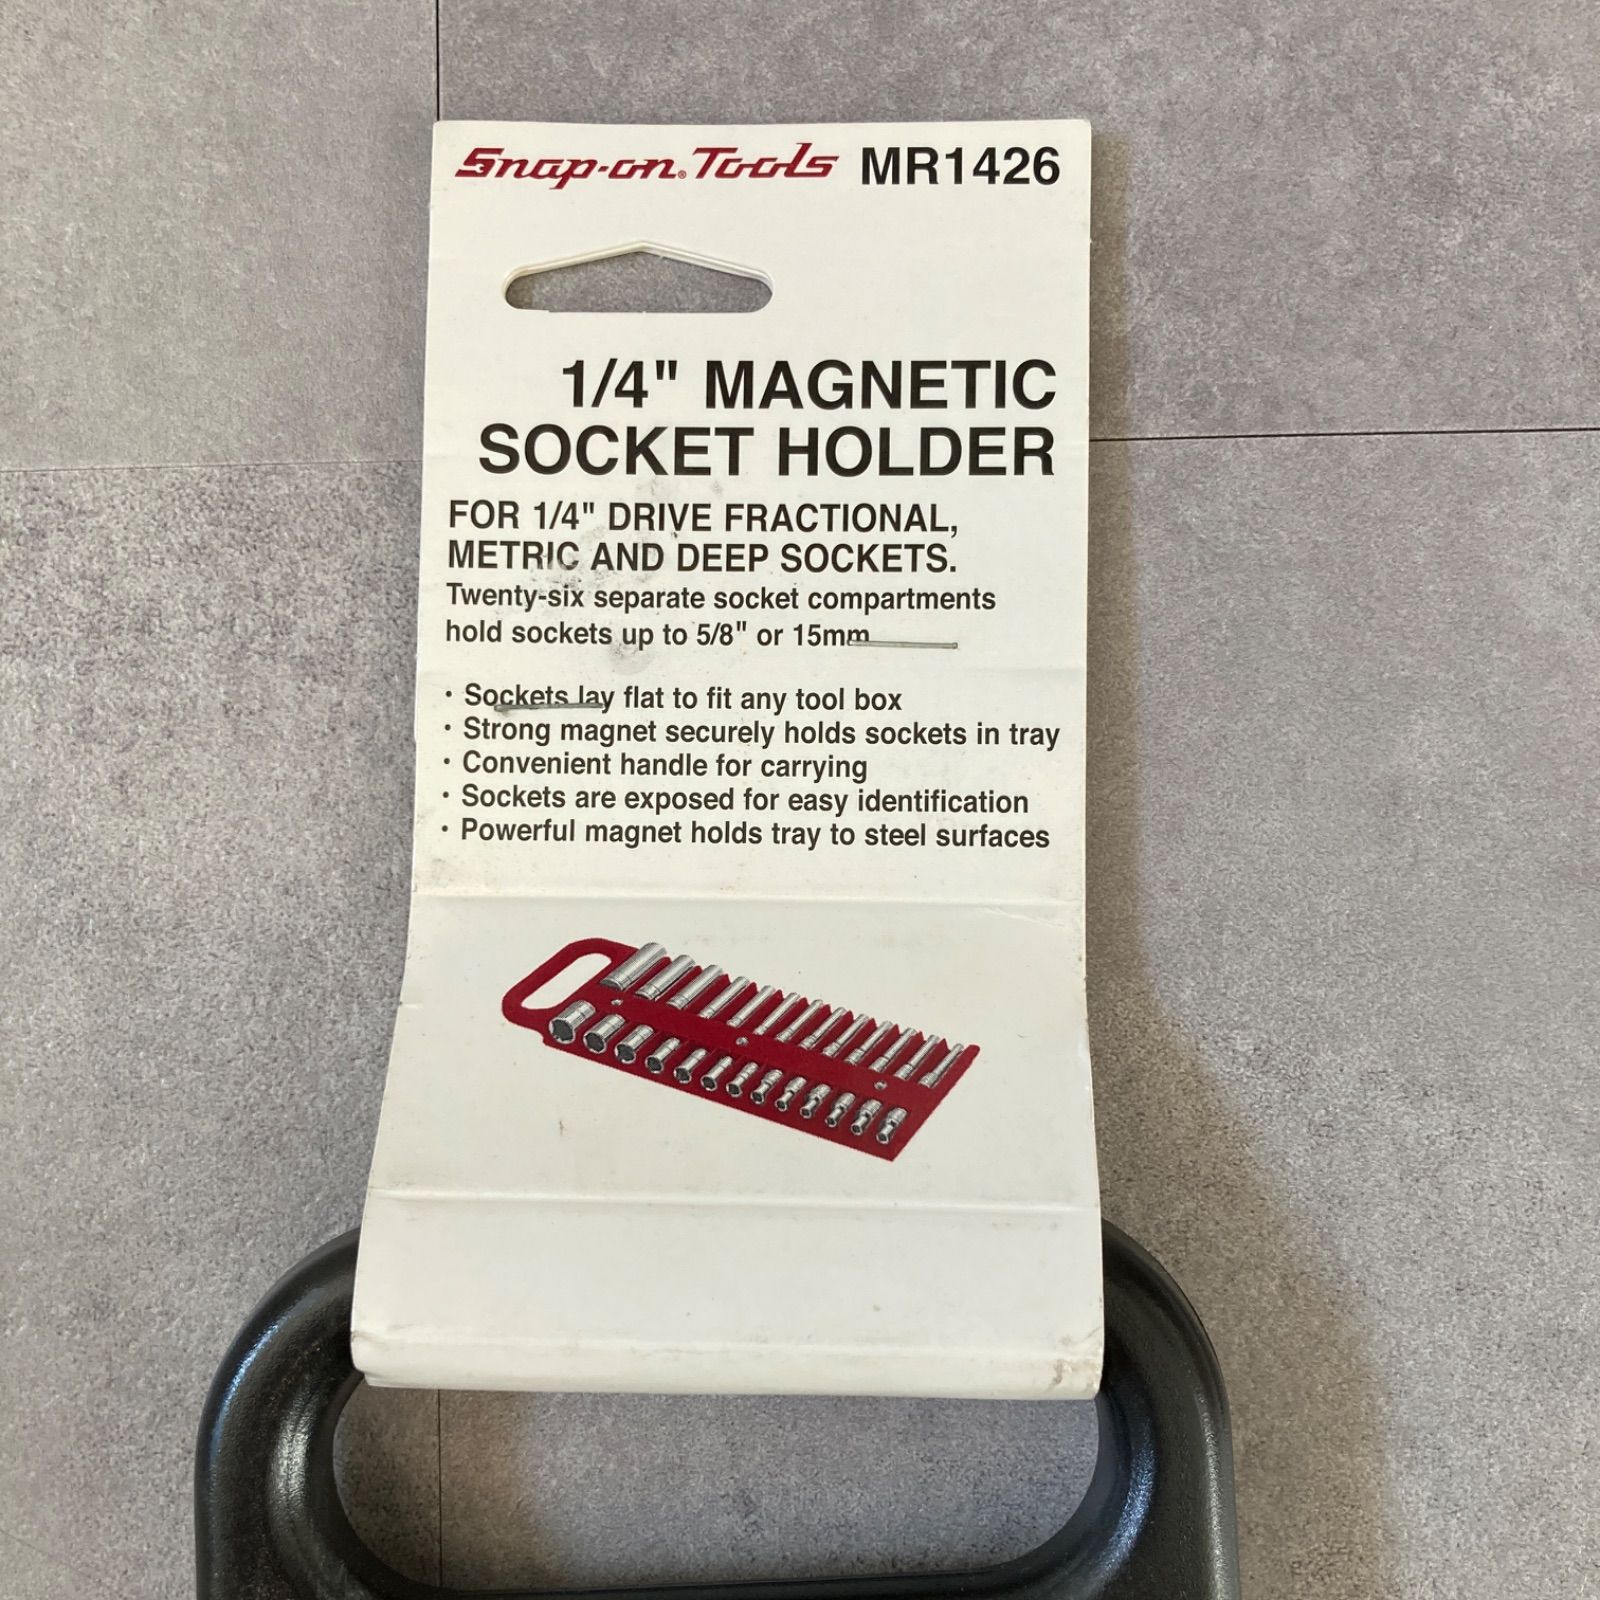 Snap-on® Tools MR1426
1/4" MAGNETIC
SOCKET HOLDER
FOR 1/4" DRIVE FRACTIONAL,
METRIC AND DEEP SOCKETS.
Twenty-six separate socket compartments
hold sockets up to 5/8" or 15mm
· Sockets lay flat to fit any tool box
· Strong magnet securely holds sockets in tray
· Convenient handle for carrying
· Sockets are exposed for easy identification
· Powerful magnet holds tray to steel surfaces